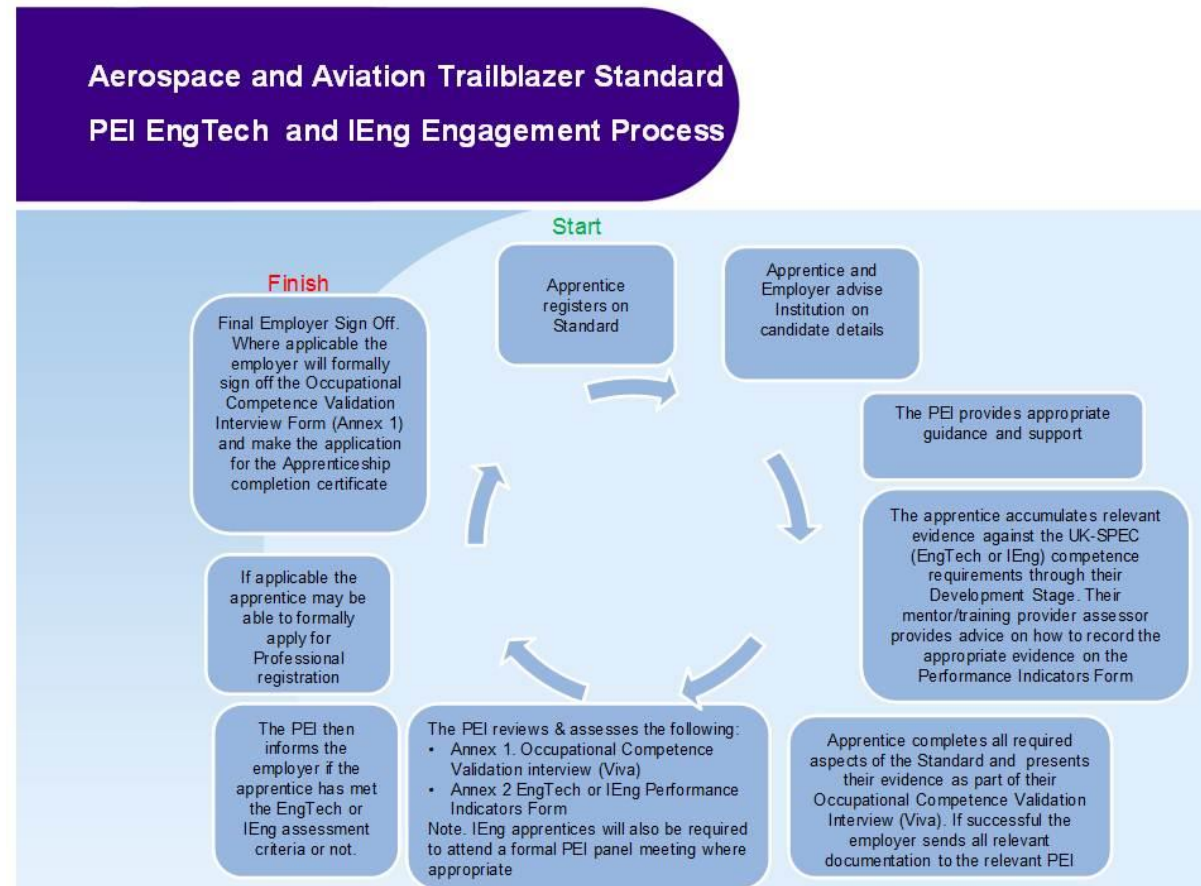 Aerospace and Aviation Trailblazer Standard
PEI EngTech and IEng Engagement Process
Start
Apprentice
registers on
Standard
Apprentice and
Employer advise
Institution on
candidate details
The PEI provides appropriate
guidance and support
The apprentice accumulates relevant
evidence against the UK-SPEC
(EngTech or IEng) competence
requirements through their
Development Stage. Their
mentor/training provider assessor
provides advice on how to record the
appropriate evidence on the
Performance Indicators Form
Apprentice completes all required
aspects of the Standard and presents
their evidence as part of their
Occupational Competence Validation
Interview (Viva). If successful the
employer sends all relevant
documentation to the relevant PEI
The PEI reviews & assesses the following:
• Annex 1. Occupational Competence
Validation interview (Viva)
• Annex 2 EngTech or IEng Performance
Indicators Form
Note. IEng apprentices will also be required
to attend a formal PEI panel meeting where
appropriate
The PEI then
informs the
employer if the
apprentice has met
the EngTech or
IEng assessment
criteria or not.
If applicable the
apprentice may be
able to formally
apply for
Professional
registration
Finish
Final Employer Sign Off.
Where applicable the
employer will formally
sign off the Occupational
Competence Validation
Interview Form (Annex 1)
and make the application
for the Apprenticeship
completion certificate